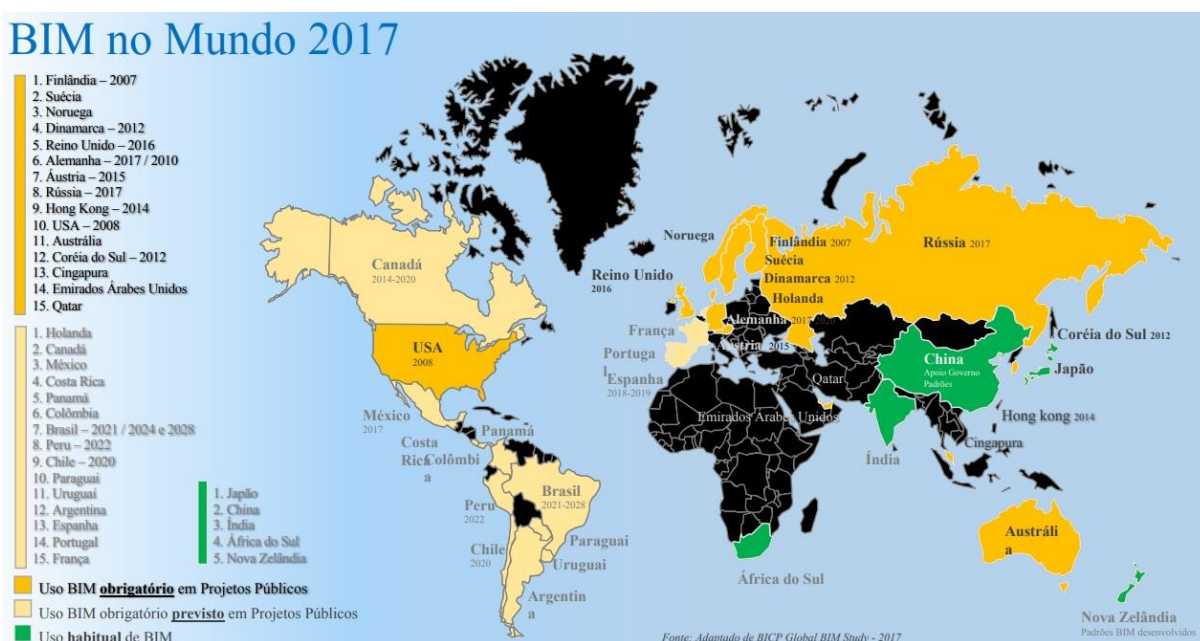 BIM no Mundo 2017
1. Finlândia – 2007
2. Suécia
3. Noruega
4. Dinamarca – 2012
5. Reino Unido – 2016
6. Alemanha – 2017 / 2010
7. Áustria – 2015
8. Rússia – 2017
9. Hong Kong – 2014
10. USA – 2008
11. Austrália
12. Coréia do Sul – 2012
13. Cingapura
14. Emirados Árabes Unidos
15. Qatar
1. Holanda
2. Canadá
3. México
4. Costa Rica
5. Panamá
6. Colômbia
7. Brasil – 2021 / 2024 e 2028
8. Peru – 2022
9. Chile – 2020
10. Paraguai
11. Uruguai
12. Argentina
13. Espanha
14. Portugal
15. França
1. Japão
2. China
3. Índia
4. África do Sul
5. Nova Zelândia
Uso BIM obrigatório em Projetos Públicos
Uso BIM obrigatório previsto em Projetos Públicos
Uso habitual de BIM
Canadá
2014-2020
USA
2008
México
2017
Costa
Rica
a
Panamá
Colômbi
Peru
2022
Brasil
2021-2028
Chile
2020
Paraguai
Uruguai
Argentin
a
Noruega
Finlândia 2007
Suécia
Dinamarca 2012
Holanda
Reino Unido
2016
Alemanha
Áustria 2015
França
Portuga
l
Espanha
2018-2019
Rússia 2017
Coréia do Sul 2012
Japão
China
Apoio Governo
Padrões
Qatar
Emirados Árabes Unidos
Hong kong 2014
Cingapura
Índia
África do Sul
Austráli
a
Nova Zelândia
Padrões BIM desenvolvidos
Fonte: Adaptado de BICP Global BIM Study - 2017